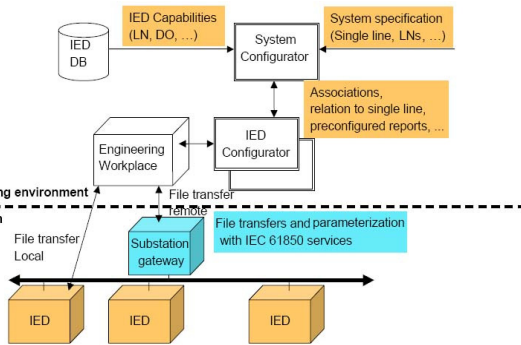 IED Capabilities
(LN, DO, …)
System specification
(Single line, LNs, …)
IED
DB
System
Configurator
Associations,
relation to single line,
preconfigured reports, ...
Engineering
Workplace
IED
Configurator
ng environment
File transfer
remote
File transfer
Local
Substation
gateway
File transfers and parameterization
with IEC 61850 services
IED
IED
IED